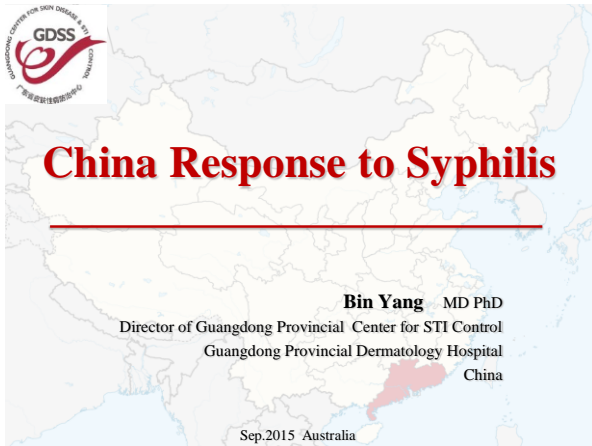 GUANGDONG CENTER FOR SKIN DISEASE & STI CONTROL
GDSS
广东省皮肤性病防治中心
China Response to Syphilis
Bin Yang MD PhD
Director of Guangdong Provincial Center for STI Control
Guangdong Provincial Dermatology Hospital
China
Sep.2015 Australia